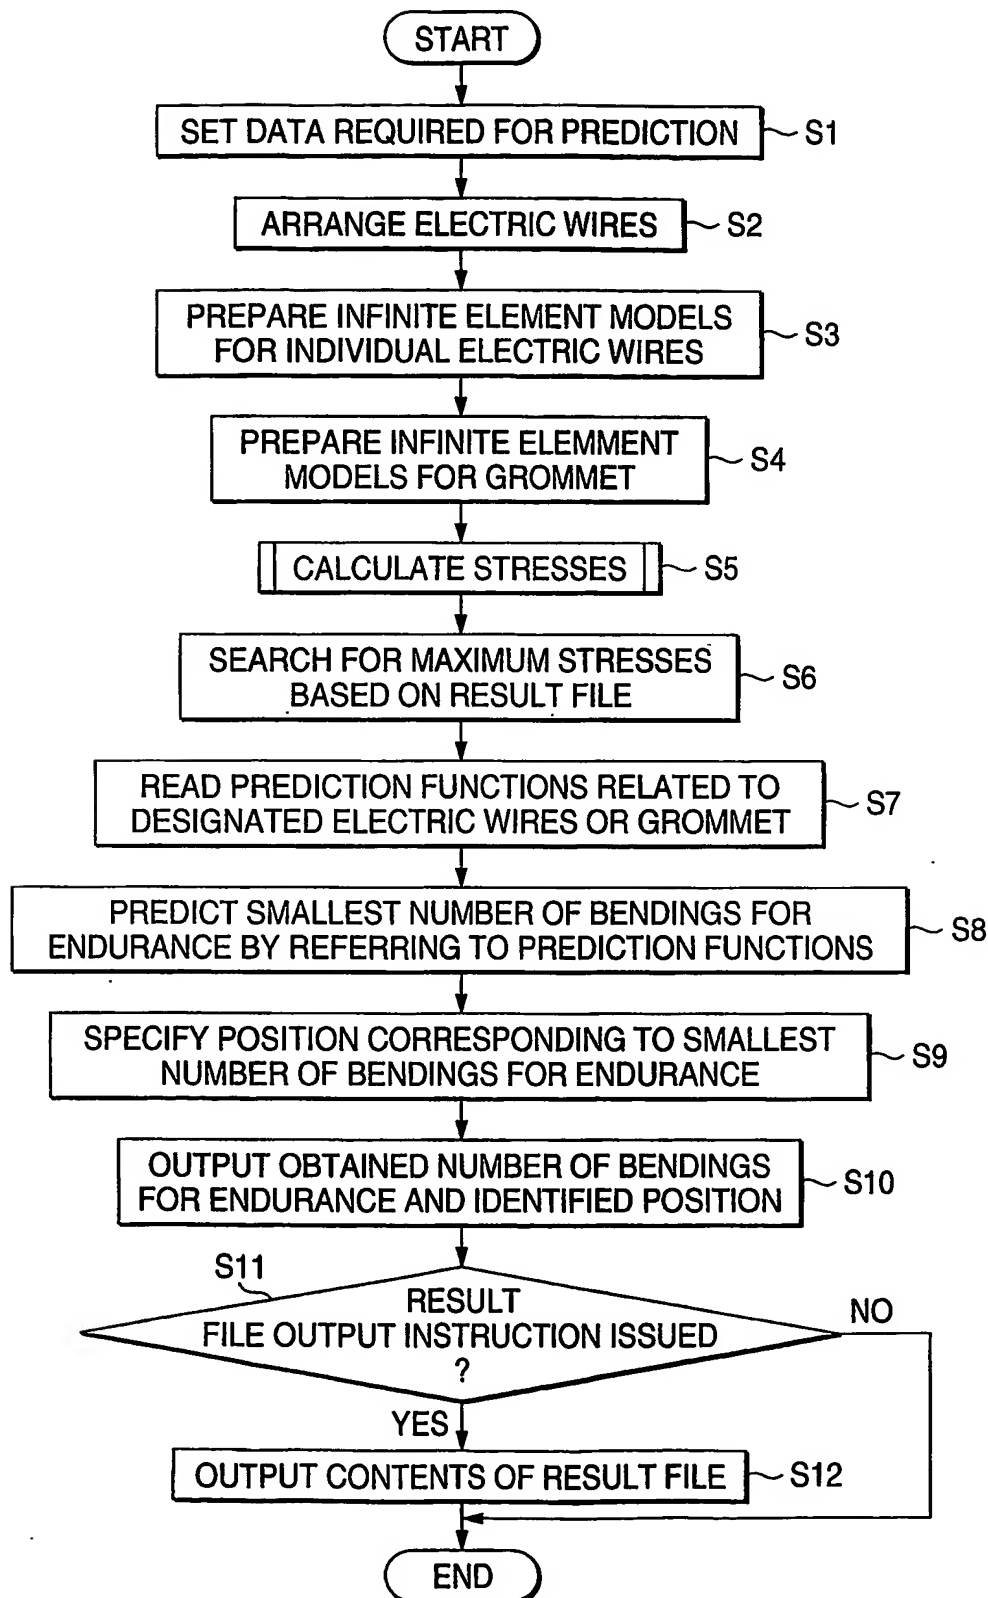 START
SET DATA REQUIRED FOR PREDICTION
S1
ARRANGE ELECTRIC WIRES
S2
PREPARE INFINITE ELEMENT MODELS
FOR INDIVIDUAL ELECTRIC WIRES
S3
PREPARE INFINITE ELEMMENT
MODELS FOR GROMMET
S4
CALCULATE STRESSES
S5
SEARCH FOR MAXIMUM STRESSES
BASED ON RESULT FILE
S6
READ PREDICTION FUNCTIONS RELATED TO
DESIGNATED ELECTRIC WIRES OR GROMMET
S7
PREDICT SMALLEST NUMBER OF BENDINGS FOR
ENDURANCE BY REFERRING TO PREDICTION FUNCTIONS
S8
SPECIFY POSITION CORRESPONDING TO SMALLEST
NUMBER OF BENDINGS FOR ENDURANCE
S9
OUTPUT OBTAINED NUMBER OF BENDINGS
FOR ENDURANCE AND IDENTIFIED POSITION
S10
S11
RESULT
FILE OUTPUT INSTRUCTION ISSUED
?
NO
YES
OUTPUT CONTENTS OF RESULT FILE
S12
END